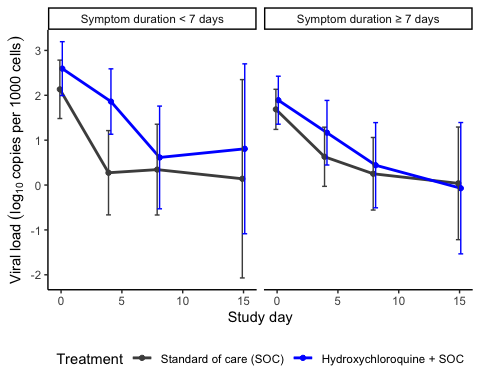 Symptom duration < 7 days
Symptom duration ≥ 7 days
Viral load (log₁₀ copies per 1000 cells)
3
2
1
0
-1
-2
0 5 10 15
0 5 10 15
Study day
Treatment Standard of care (SOC) Hydroxychloroquine + SOC